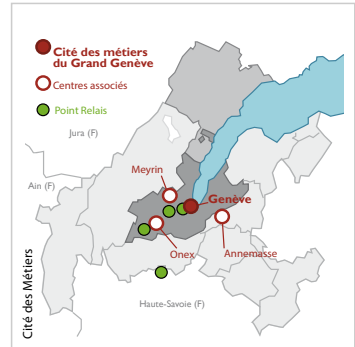 Cité des métiers
du Grand Genève
Centres associés
Point Relais
Jura (F)
Meyrin
Ain (F)
Genève
Onex
Annemasse
Haute-Savoie (F)
Cité des Métiers